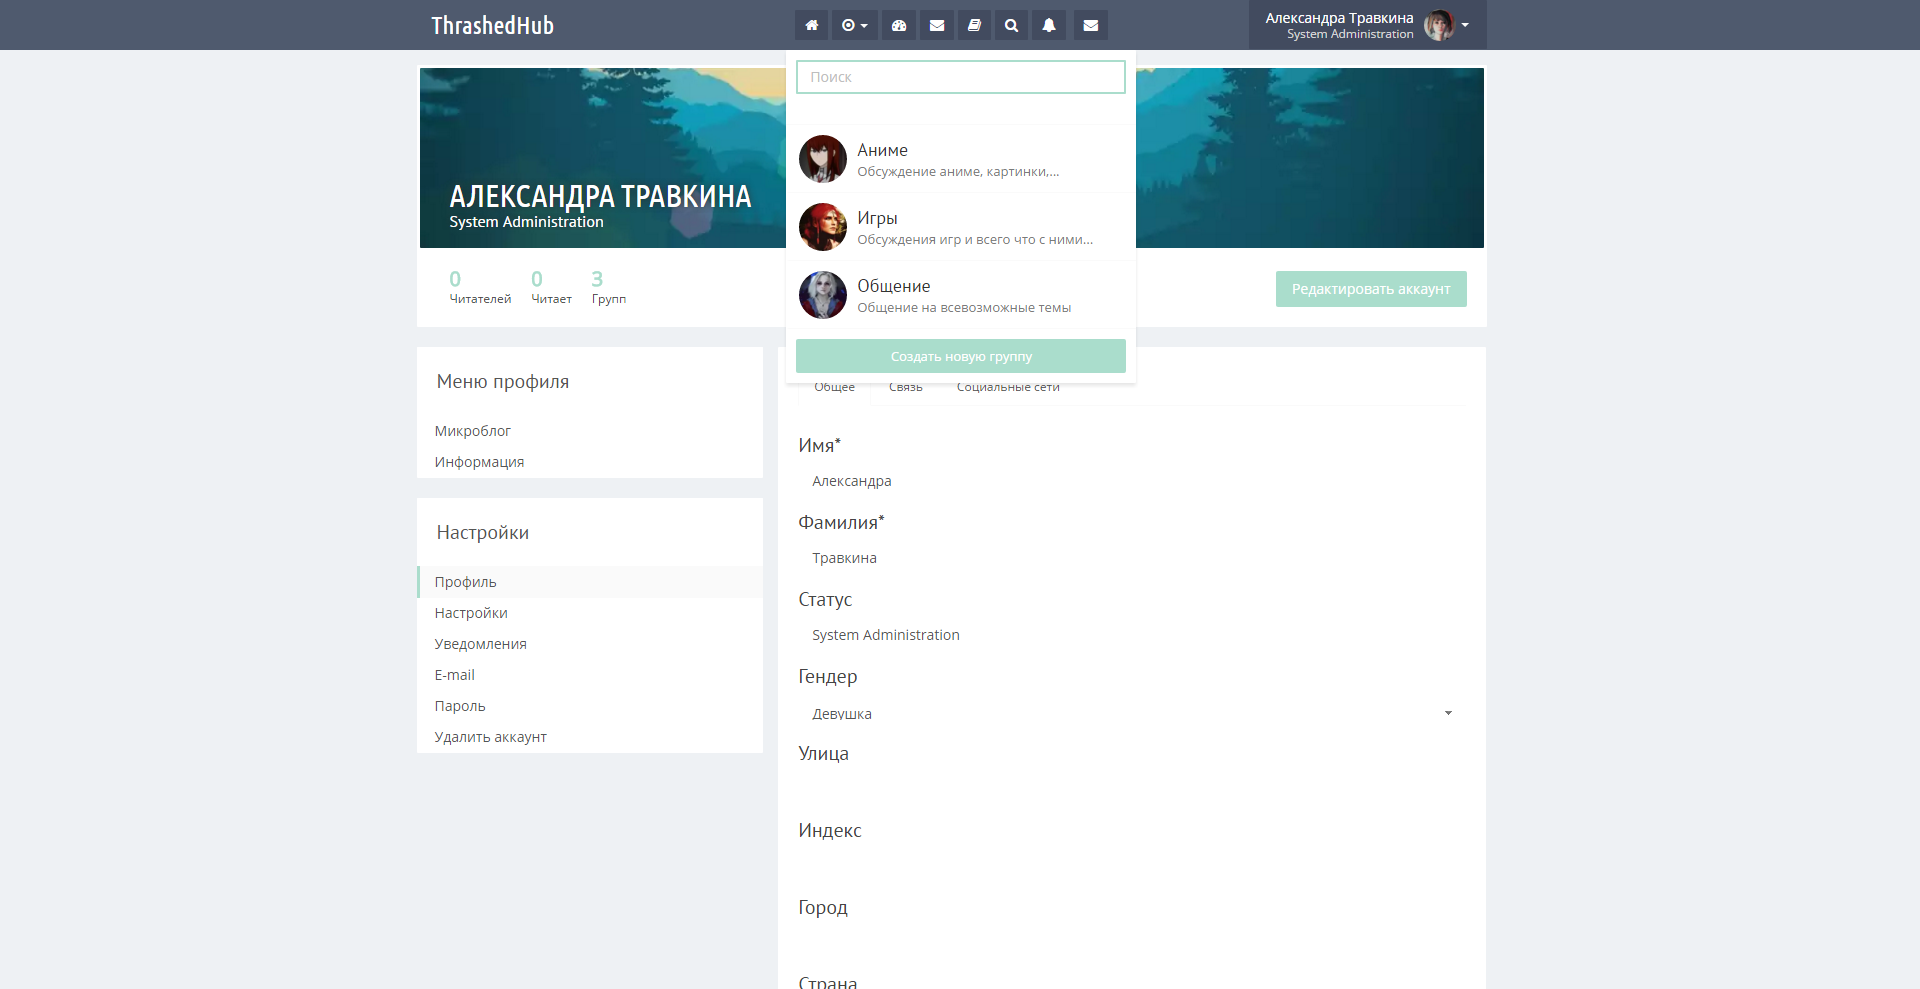 ThrashedHub
Александра Травкина
System Administration
Поиск
Аниме
Обсуждение аниме, картинки,...
Игры
Обсуждения игр и всего что с ними...
Общение
Общение на всевозможные темы
Создать новую группу
АЛЕКСАНДРА ТРАВКИНА
System Administration
0 0 3
Читателей Читает Групп
Редактировать аккаунт
Меню профиля
Микроблог
Информация
Настройки
Профиль
Настройки
Уведомления
E-mail
Пароль
Удалить аккаунт
Общее Связь Социальные сети
Имя*
Александра
Фамилия*
Травкина
Статус
System Administration
Гендер
Девушка
Улица
Индекс
Город
Страна